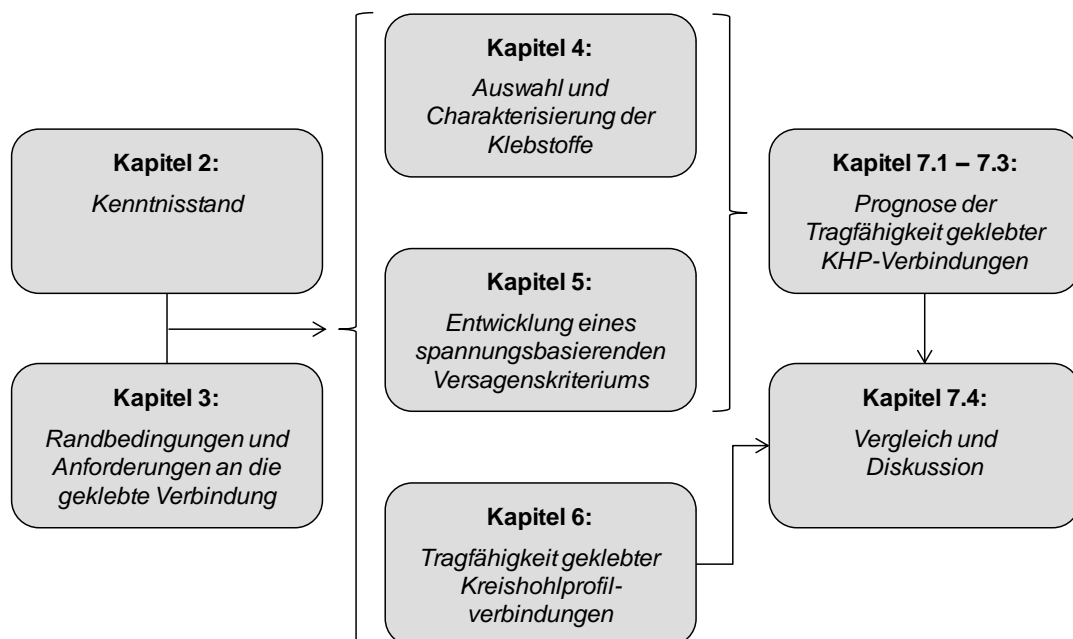 Kapitel 2:
Kenntnisstand
Kapitel 3:
Randbedingungen und
Anforderungen an die
geklebte Verbindung
Kapitel 4:
Auswahl und
Charakterisierung der
Klebstoffe
Kapitel 5:
Entwicklung eines
spannungsbasierenden
Versagenskriteriums
Kapitel 6:
Tragfähigkeit geklebter
Kreishohlprofil-
verbindungen
Kapitel 7.1 – 7.3:
Prognose der
Tragfähigkeit geklebter
KHP-Verbindungen
Kapitel 7.4:
Vergleich und
Diskussion